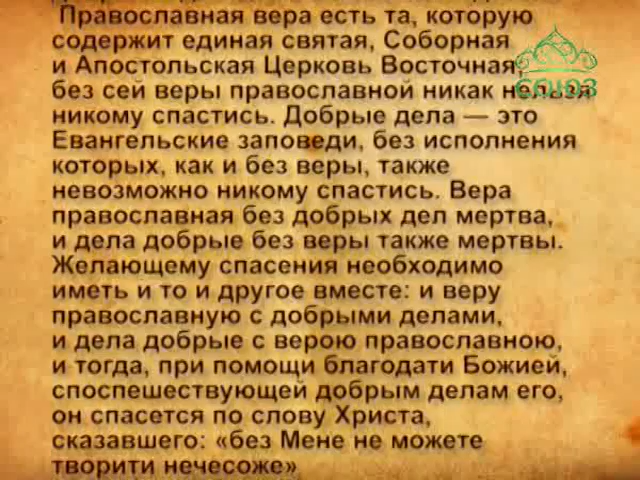 Православная вера есть та, которую
содержит единая святая, Соборная
и Апостольская Церковь Восточная,
без сей веры православной никак нельзя
никому спастись. Добрые дела — это
Евангельские заповеди, без исполнения
которых, как и без веры, также
невозможно никому спастись. Вера
православная без добрых дел мертва,
и дела добрые без веры также мертвы.
Желающему спасения необходимо
иметь и то и другое вместе: и веру
православную с добрыми делами,
и дела добрые с верою православною,
и тогда, при помощи благодати Божией,
споспешествующей добрым делам его,
он спасется по слову Христа,
сказавшего: «без Мене не можете
творити нечесоже»
СОЮЗ